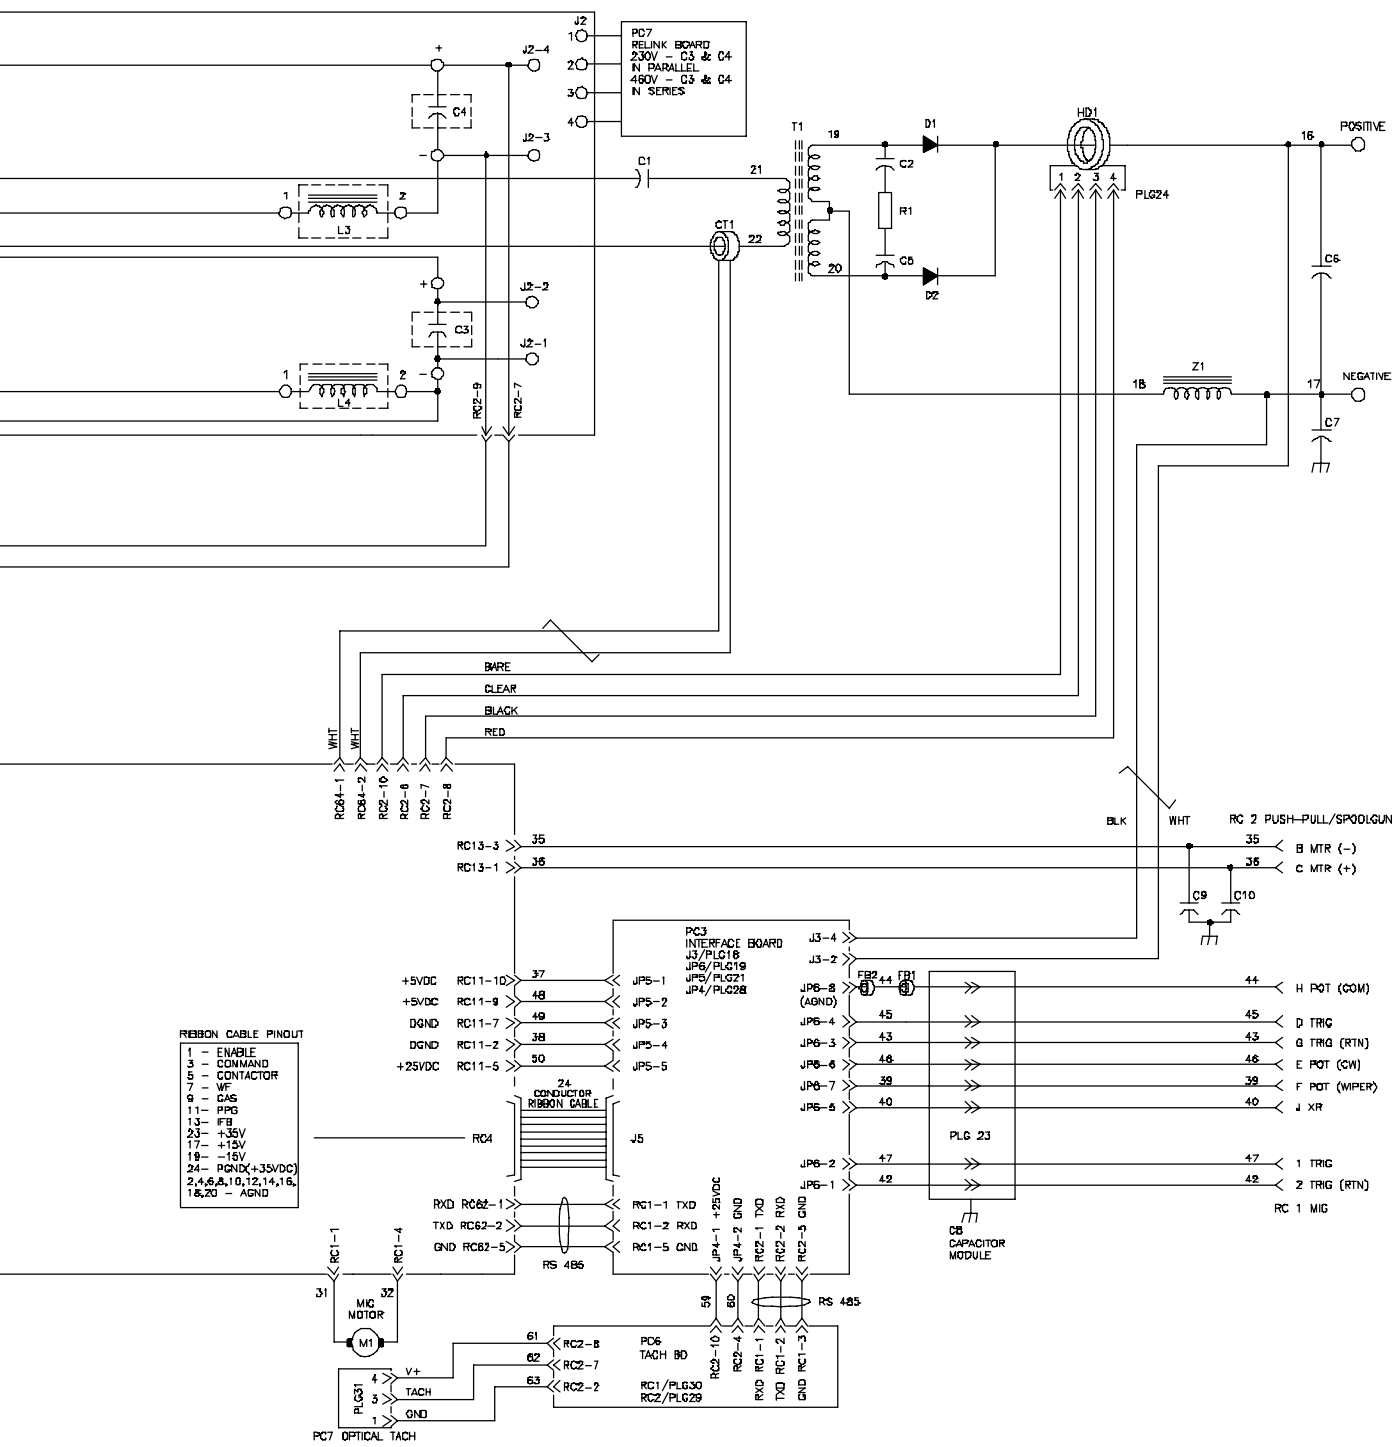 J2
1
2
3
4
PC7
RELINK BOARD
230V - C3 & C4
IN PARALLEL
460V - C3 & C4
IN SERIES
+
J2-4
C4
-
J2-3
1
2
L3
C1
21
CT1
22
T1
19
20
C2
R1
C5
D1
D2
HD1
1 2 3 4
PLG24
16
POSITIVE
C6
18
Z1
17
NEGATIVE
C7
+
J2-2
C3
J2-1
-
1
2
L4
RC2-9
RC2-7
BARE
CLEAR
BLACK
RED
WHT
WHT
RC64-1
RC64-2
RC2-10
RC2-6
RC2-7
RC2-8
BLK
WHT
RC 2 PUSH-PULL/SPOOLGUN
RC13-3
35
35
B MTR (-)
RC13-1
36
36
C MTR (+)
C9
C10
PC3
INTERFACE BOARD
J3/PLG18
JP6/PLG19
JP5/PLG21
JP4/PLG28
J3-4
J3-2
JP6-8
(AGND)
FB2
44
FB1
44
H POT (COM)
JP6-4
45
45
D TRIG
JP6-3
43
43
G TRIG (RTN)
JP6-6
46
46
E POT (CW)
JP6-7
39
39
F POT (WIPER)
JP6-5
40
40
J XR
PLG 23
JP6-2
47
47
1 TRIG
JP6-1
42
42
2 TRIG (RTN)
RC 1 MIG
C8
CAPACITOR
MODULE
+5VDC RC11-10
37
JP5-1
+5VDC RC11-9
48
JP5-2
DGND RC11-7
49
JP5-3
DGND RC11-2
38
JP5-4
+25VDC RC11-5
50
JP5-5
24
CONDUCTOR
RIBBON CABLE
RC4
J5
RIBBON CABLE PINOUT
1 - ENABLE
3 - COMMAND
5 - CONTACTOR
7 - WF
9 - GAS
11- PPG
13- IFB
23- +35V
17- +15V
19- -15V
24- PGND(+35VDC)
2,4,6,8,10,12,14,16,
18,20 - AGND
RXD RC62-1
RC1-1 TXD
TXD RC62-2
RC1-2 RXD
GND RC62-5
RC1-5 GND
RS 485
JP4-1 +25VDC
JP4-2 GND
RC2-1 TXD
RC2-2 RXD
RC2-5 GND
59
60
RS 485
RC1-1
RC1-4
31
32
MIG
MOTOR
M1
61
RC2-8
62
RC2-7
63
RC2-2
PC6
TACH BD
RC1/PLG30
RC2/PLG29
RC2-10
RC2-4
RXD RC1-1
TXD RC1-2
GND RC1-3
PLG31
4
V+
3
TACH
1
GND
PC7 OPTICAL TACH